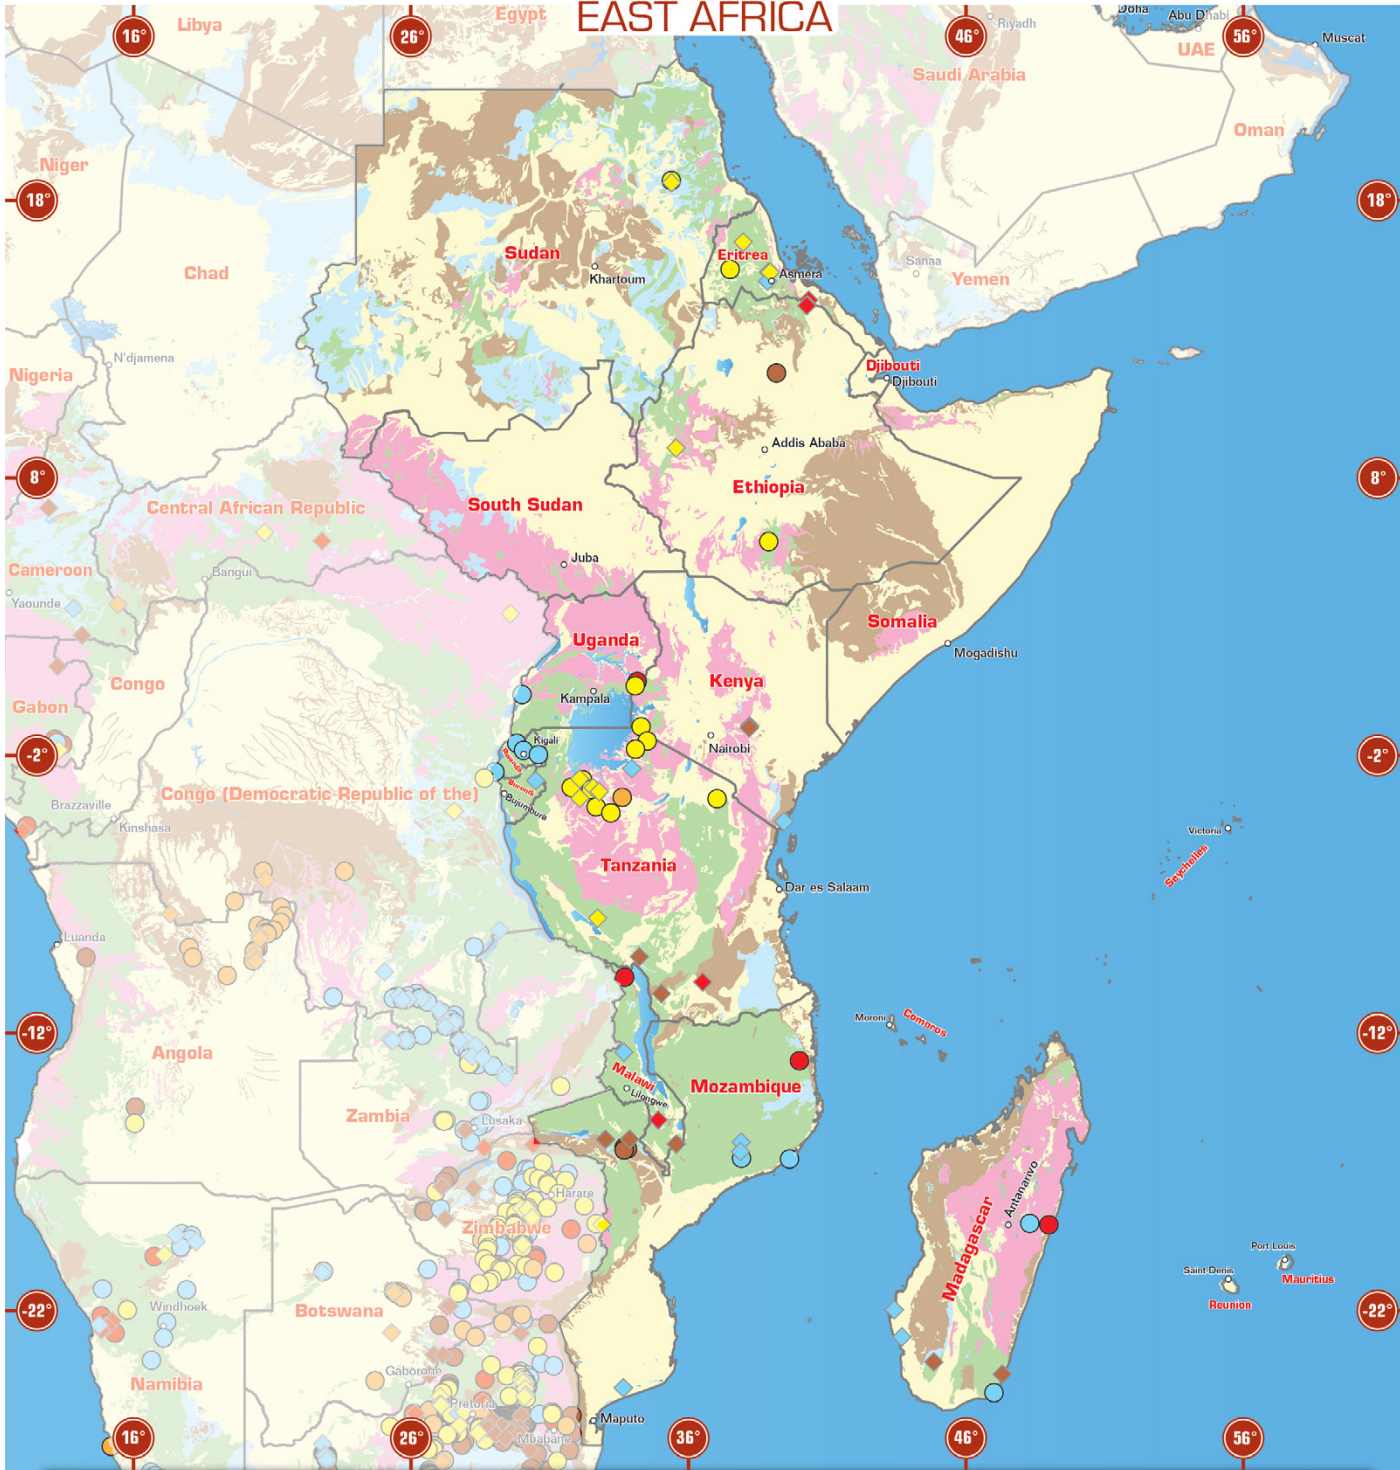 EAST AFRICA
Doha
Abu Dhabi
16°
Libya
26°
Egypt
46°
Riyadh
56°
Muscat
UAE
Saudi Arabia
Oman
Niger
18°
18°
Sudan
Eritrea
Asmera
Sanaa
Yemen
Chad
Khartoum
N'djamena
Nigeria
Djibouti
Djibouti
Addis Ababa
8°
Ethiopia
8°
Central African Republic
South Sudan
Juba
Cameroon
Bangui
Yaounde
Somalia
Uganda
Mogadishu
Congo
Kenya
Kampala
Gabon
Kigali
Nairobi
-2°
Rwanda
-2°
Burundi
Bujumbura
Congo (Democratic Republic of the)
Brazzaville
Kinshasa
Victoria
Seychelles
Tanzania
Dar es Salaam
Luanda
Moroni
Comoros
-12°
-12°
Angola
Malawi
Lilongwe
Mozambique
Zambia
Lusaka
Harare
Antanarivo
Zimbabwe
Madagascar
Port Louis
Saint-Denis
Mauritius
Reunion
Windhoek
Botswana
-22°
-22°
Gaborone
Namibia
Pretoria
Maputo
Mbabane
16°
26°
36°
46°
56°